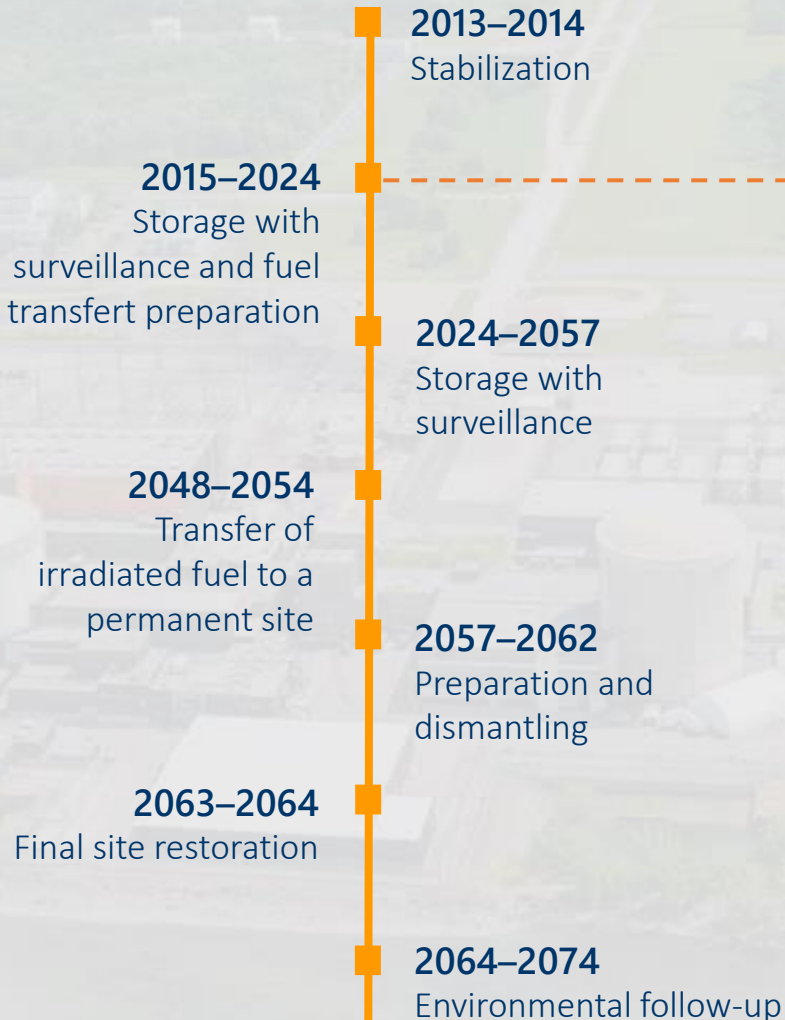 2013–2014
Stabilization
2015–2024
Storage with
surveillance and fuel
transfert preparation
2024–2057
Storage with
surveillance
2048–2054
Transfer of
irradiated fuel to a
permanent site
2057–2062
Preparation and
dismantling
2063–2064
Final site restoration
2064–2074
Environmental follow-up